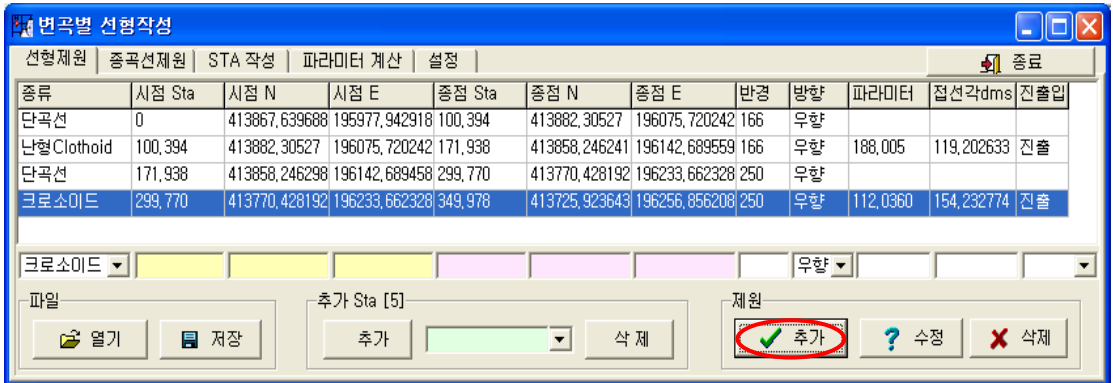 변곡별 선형작성
선형제원 종곡선제원 STA 작성 파라미터 계산 설정 종료
종류 시점 Sta 시점 N 시점 E 종점 Sta 종점 N 종점 E 반경 방향 파라미터 접선각dms 진출입
단곡선 0 413867,639688 195977,942918 100,394 413882,30527 196075,720242 166 우향
난형Clothoid 100,394 413882,30527 196075,720242 171,938 413858,246241 196142,689559 166 우향 188,005 119,202633 진출
단곡선 171,938 413858,246298 196142,689458 299,770 413770,428192 196233,662328 250 우향
크로소이드 299,770 413770,428192 196233,662328 349,978 413725,923643 196256,856208 250 우향 112,0360 154,232774 진출
크로소이드 우향
파일 추가 Sta [5] 제원
열기 저장 추가 삭 제 추가 수정 삭제